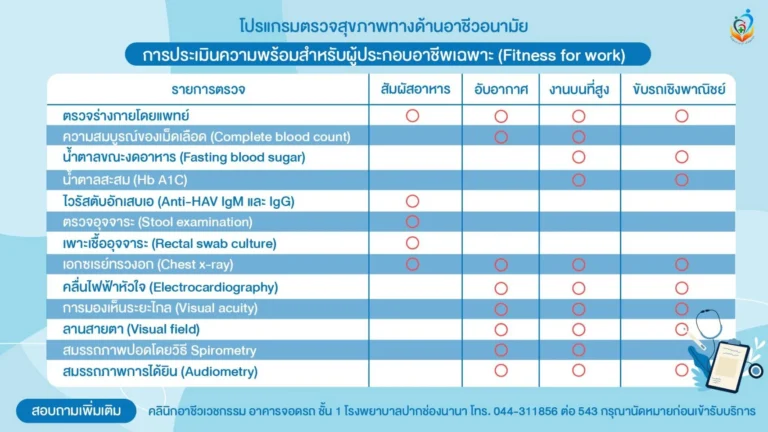 โปรแกรมตรวจสุขภาพทางด้านอาชีวอนามัย
การประเมินความพร้อมสำหรับผู้ประกอบอาชีพเฉพาะ (Fitness for work)
รายการตรวจ สัมผัสอาหาร อับอากาศ งานบนที่สูง ขับรถเชิงพาณิชย์
ตรวจร่างกายโดยแพทย์
ความสมบูรณ์ของเม็ดเลือด (Complete blood count)
น้ำตาลขณะงดอาหาร (Fasting blood sugar)
น้ำตาลสะสม (Hb A1C)
ไวรัสตับอักเสบเอ (Anti-HAV IgM และ IgG)
ตรวจอุจจาระ (Stool examination)
เพาะเชื้ออุจจาระ (Rectal swab culture)
เอกซเรย์ทรวงอก (Chest x-ray)
คลื่นไฟฟ้าหัวใจ (Electrocardiography)
การมองเห็นระยะไกล (Visual acuity)
ลานสายตา (Visual field)
สมรรถภาพปอดโดยวิธี Spirometry
สมรรถภาพการได้ยิน (Audiometry)
สอบถามเพิ่มเติม คลินิกอาชีวเวชกรรม อาคารจอดรถ ชั้น 1 โรงพยาบาลปากช่องนานา โทร. 044-311856 ต่อ 543 กรุณานัดหมายก่อนเข้ารับบริการ